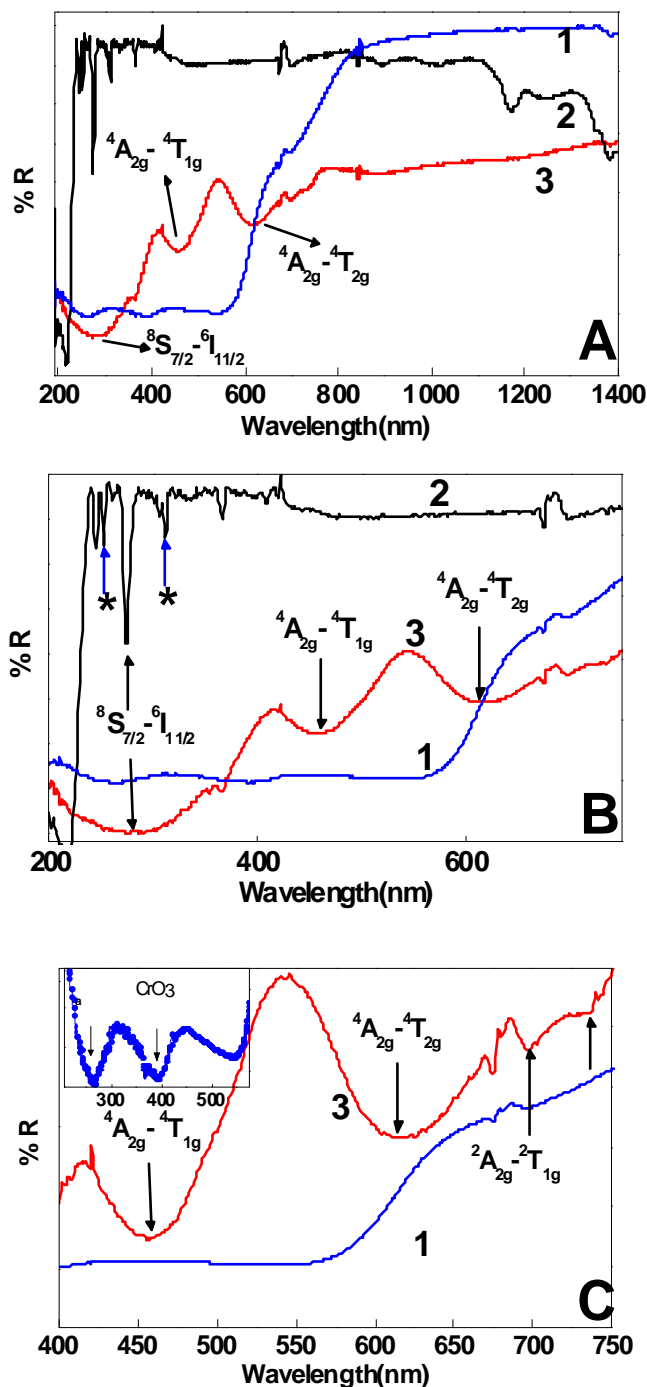 1
2
3
⁴A₂g- ⁴T₁g
⁴A₂g-⁴T₂g
⁸S₇/₂-⁶I₁₁/₂
A
% R
200 400 600 800 1000 1200 1400
Wavelength(nm)
2
* *
⁴A₂g- ⁴T₁g
⁴A₂g-⁴T₂g
3
⁸S₇/₂-⁶I₁₁/₂
1
B
% R
200 400 600
Wavelength(nm)
a
CrO3
300 400 500
⁴A₂g-⁴T₁g
⁴A₂g-⁴T₂g
3
²A₂g-²T₁g
1
C
% R
400 450 500 550 600 650 700 750
Wavelength(nm)